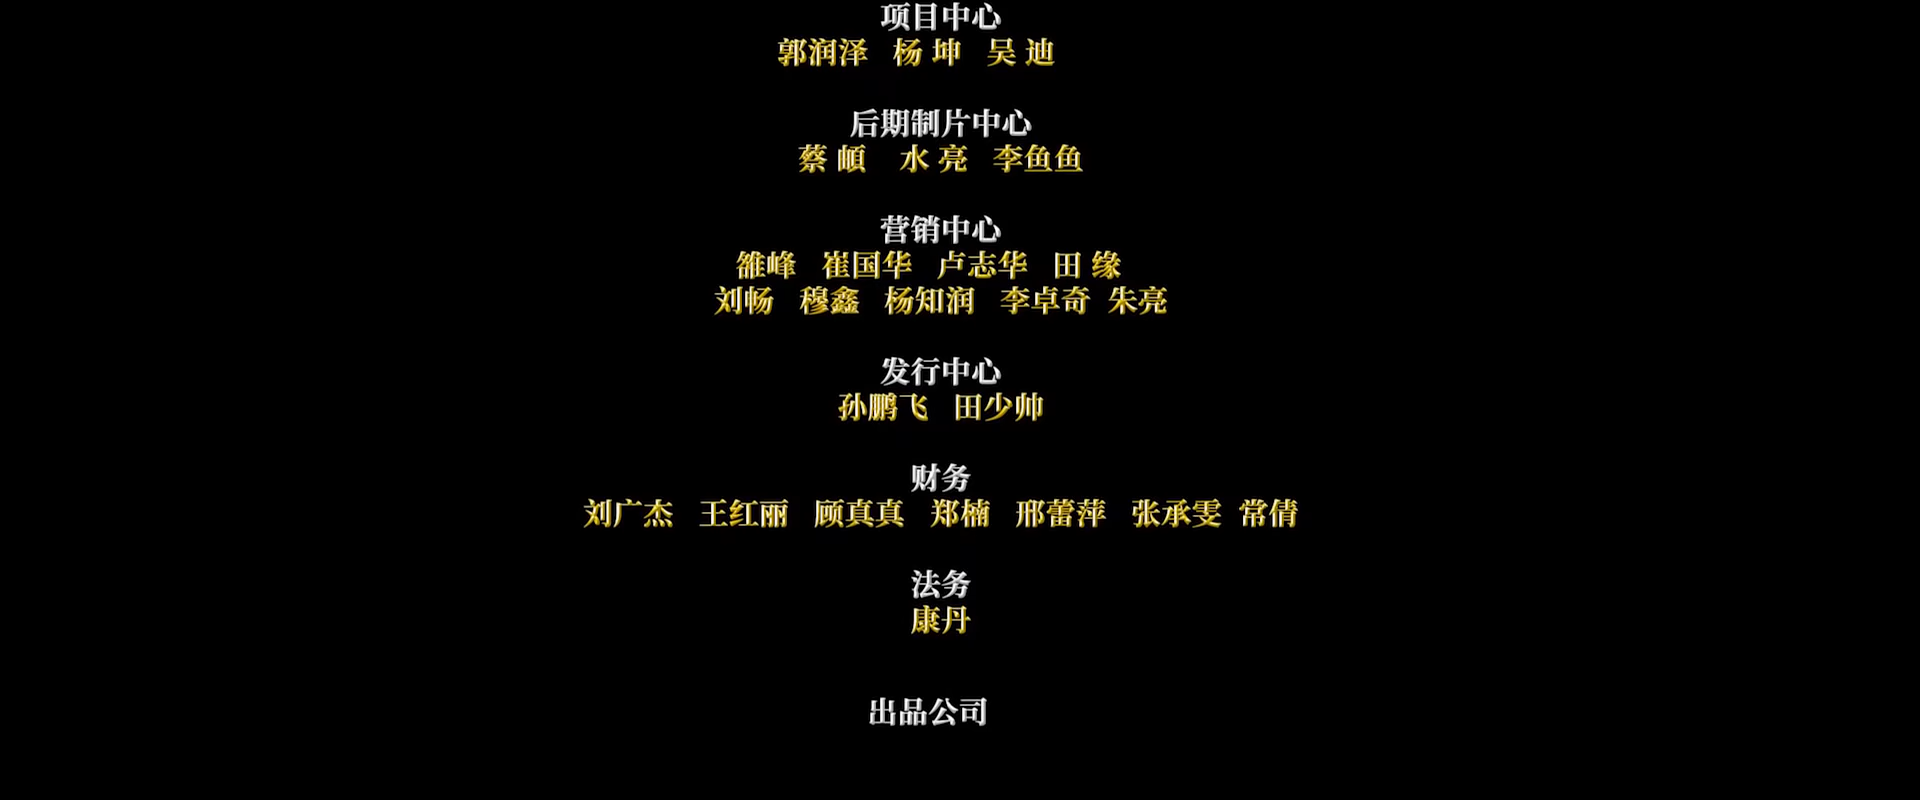 项目中心
郭润泽 杨 坤 吴 迪
后期制片中心
蔡 㟲 水 亮 李鱼鱼
营销中心
雒峰 崔国华 卢志华 田 缘
刘畅 穆鑫 杨知润 李卓奇 朱亮
发行中心
孙鹏飞 田少帅
财务
刘广杰 王红丽 顾真真 郑楠 邢蕾萍 张承雯 常倩
法务
康丹
出品公司